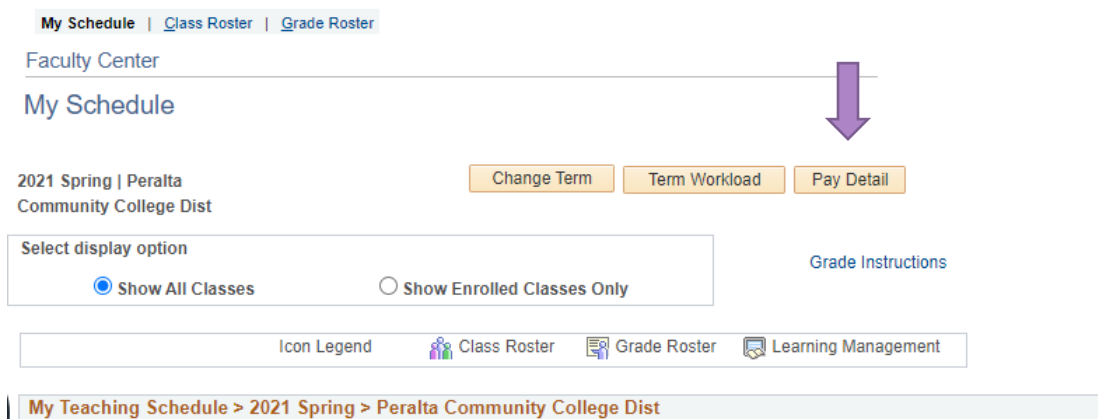 My Schedule | Class Roster | Grade Roster
Faculty Center
My Schedule
2021 Spring | Peralta
Community College Dist
Change Term Term Workload Pay Detail
Select display option
Show All Classes Show Enrolled Classes Only
Grade Instructions
Icon Legend Class Roster Grade Roster Learning Management
My Teaching Schedule > 2021 Spring > Peralta Community College Dist